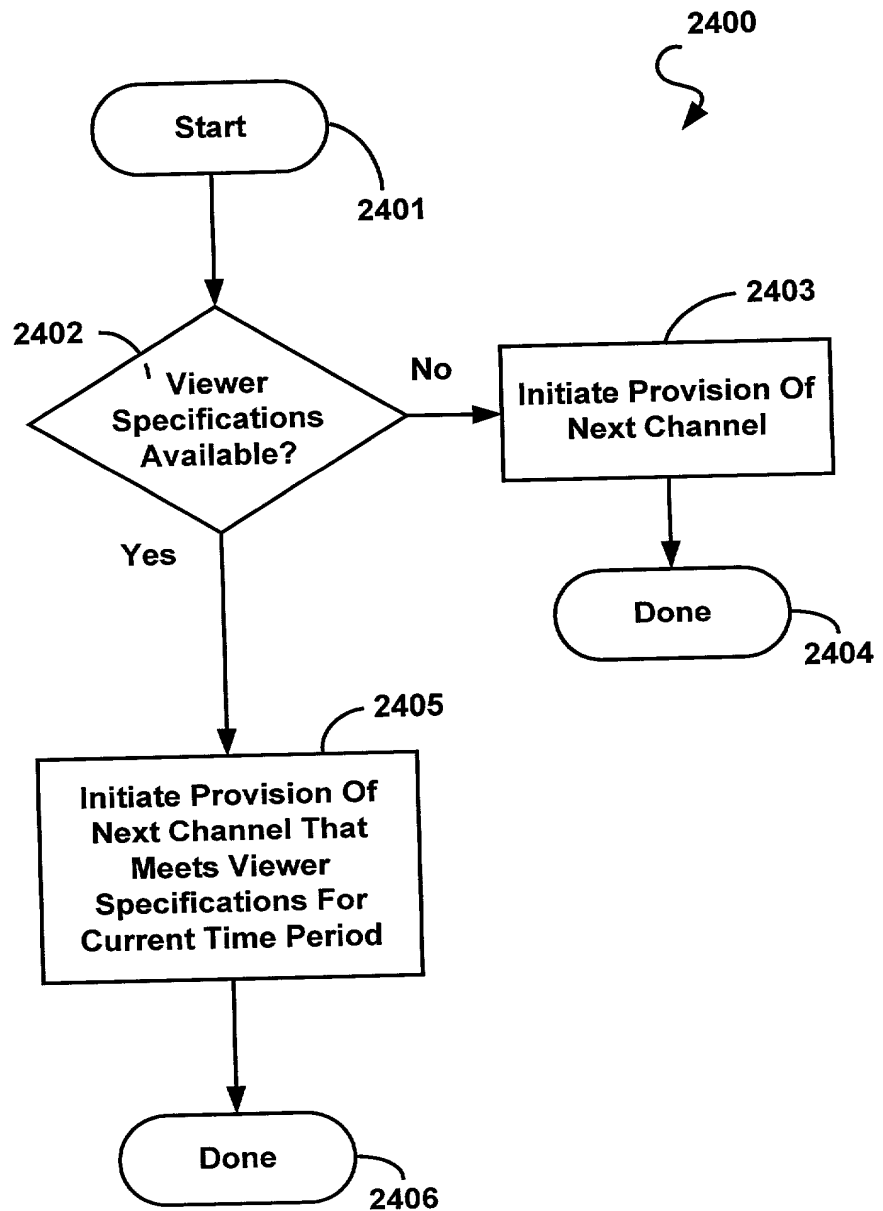 2400
Start
2401
2402
Viewer
Specifications
Available?
No
2403
Initiate Provision Of
Next Channel
Yes
Done
2404
2405
Initiate Provision Of
Next Channel That
Meets Viewer
Specifications For
Current Time Period
Done
2406